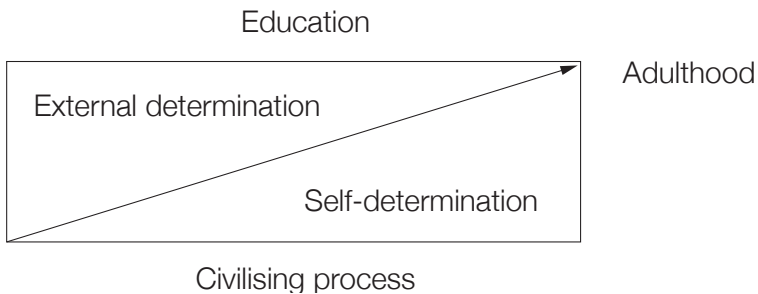 Education
Adulthood
External determination
Self-determination
Civilising process